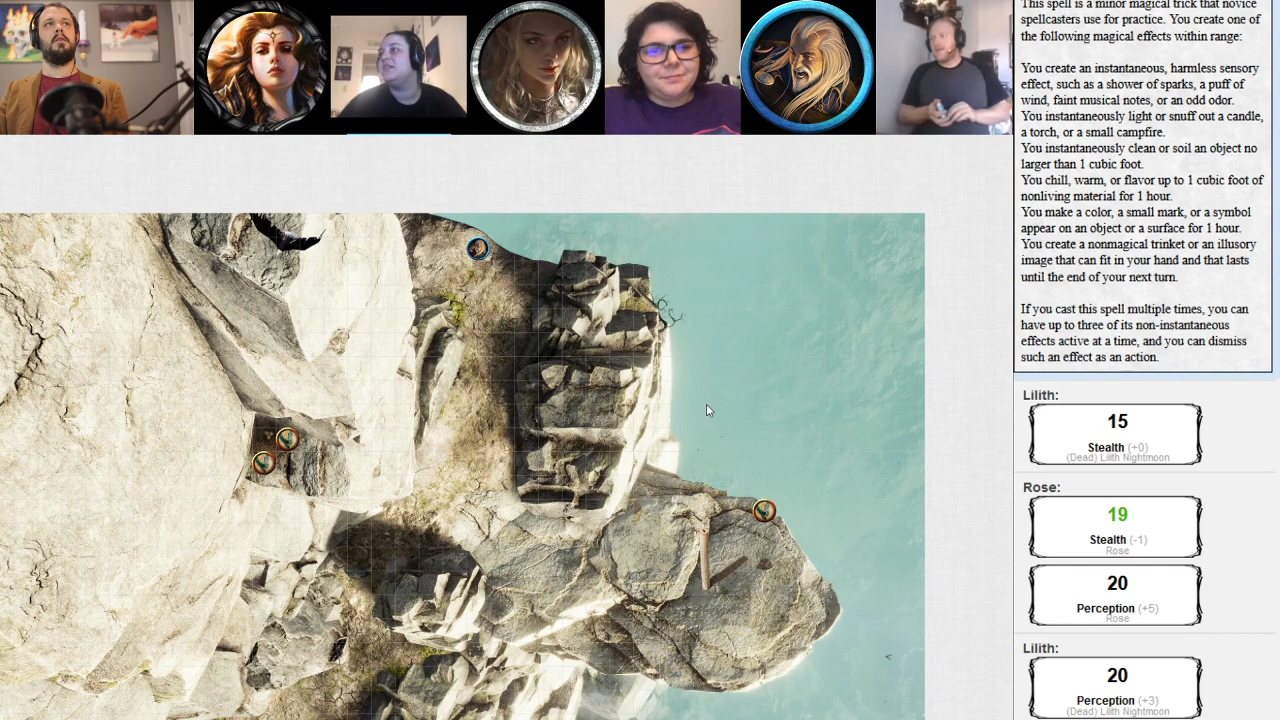 This spell is a minor magical trick that novice
spellcasters use for practice. You create one of
the following magical effects within range:
You create an instantaneous, harmless sensory
effect, such as a shower of sparks, a puff of
wind, faint musical notes, or an odd odor.
You instantaneously light or snuff out a candle,
a torch, or a small campfire.
You instantaneously clean or soil an object no
larger than 1 cubic foot.
You chill, warm, or flavor up to 1 cubic foot of
nonliving material for 1 hour.
You make a color, a small mark, or a symbol
appear on an object or a surface for 1 hour.
You create a nonmagical trinket or an illusory
image that can fit in your hand and that lasts
until the end of your next turn.
If you cast this spell multiple times, you can
have up to three of its non-instantaneous
effects active at a time, and you can dismiss
such an effect as an action.
Lilith:
15
Stealth (+0)
(Dead) Lilith Nightmoon
Rose:
19
Stealth (-1)
Rose
20
Perception (+5)
Rose
Lilith:
20
Perception (+3)
(Dead) Lilith Nightmoon